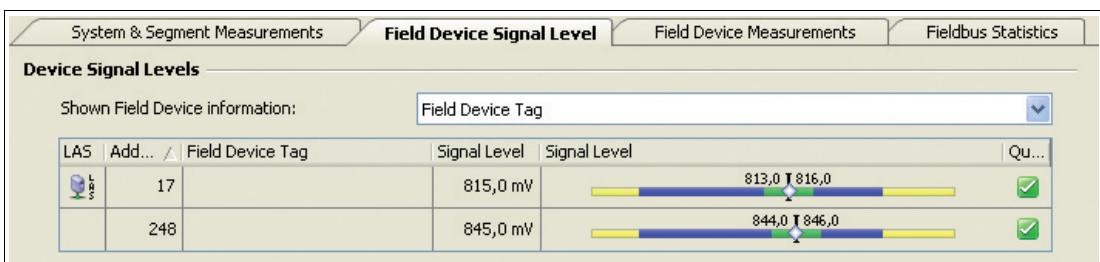 System & Segment Measurements Field Device Signal Level Field Device Measurements Fieldbus Statistics
Device Signal Levels
Shown Field Device information: Field Device Tag
LAS Add... Field Device Tag Signal Level Signal Level Qu...
LAS 17 815,0 mV 813,0 816,0
248 845,0 mV 844,0 846,0